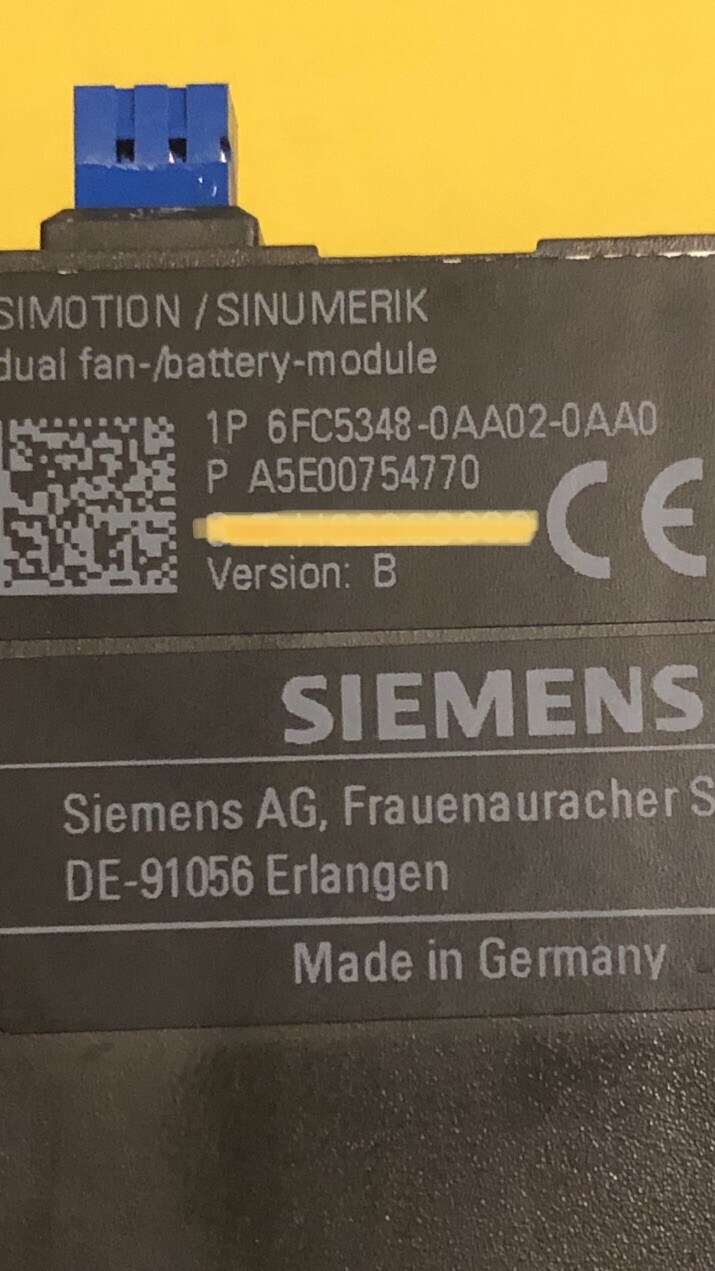 SIMOTION / SINUMERIK
dual fan-/battery-module
1P 6FC5348-0AA02-0AA0
P A5E00754770
CE
Version: B
SIEMENS
Siemens AG, Frauenauracher
DE-91056 Erlangen
Made in Germany